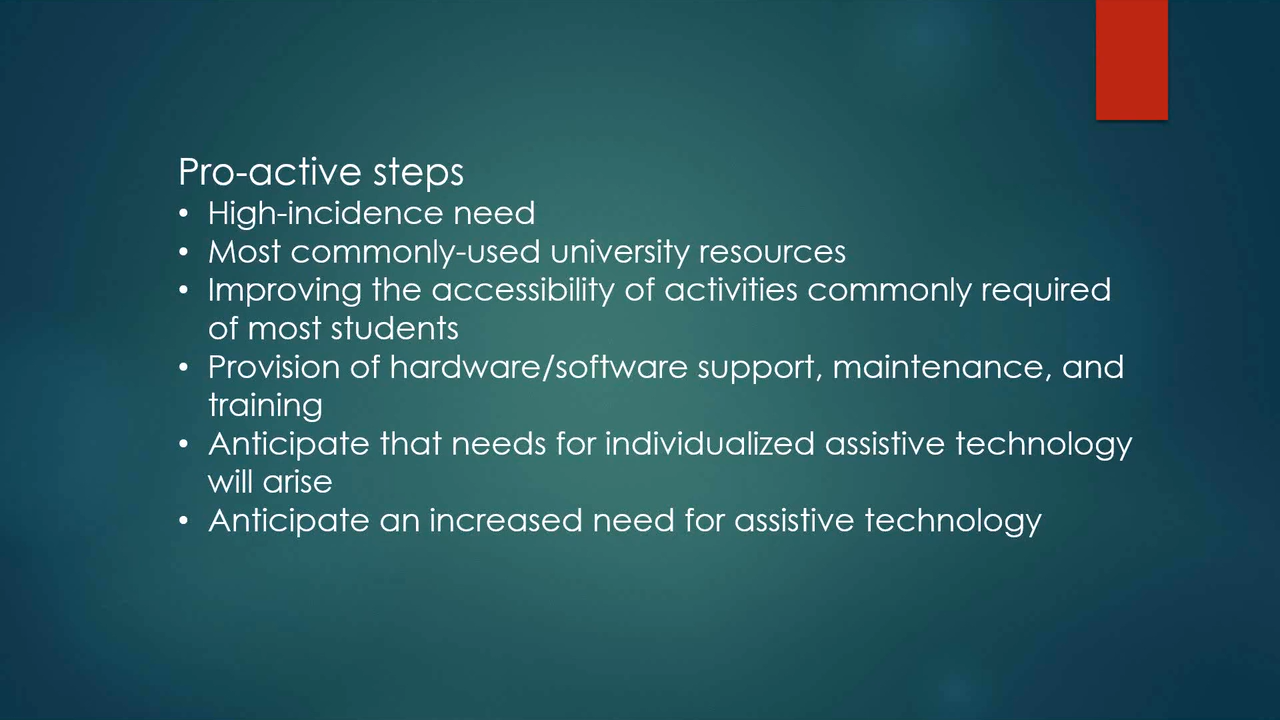 Pro-active steps
• High-incidence need
• Most commonly-used university resources
• Improving the accessibility of activities commonly required
of most students
• Provision of hardware/software support, maintenance, and
training
• Anticipate that needs for individualized assistive technology
will arise
• Anticipate an increased need for assistive technology